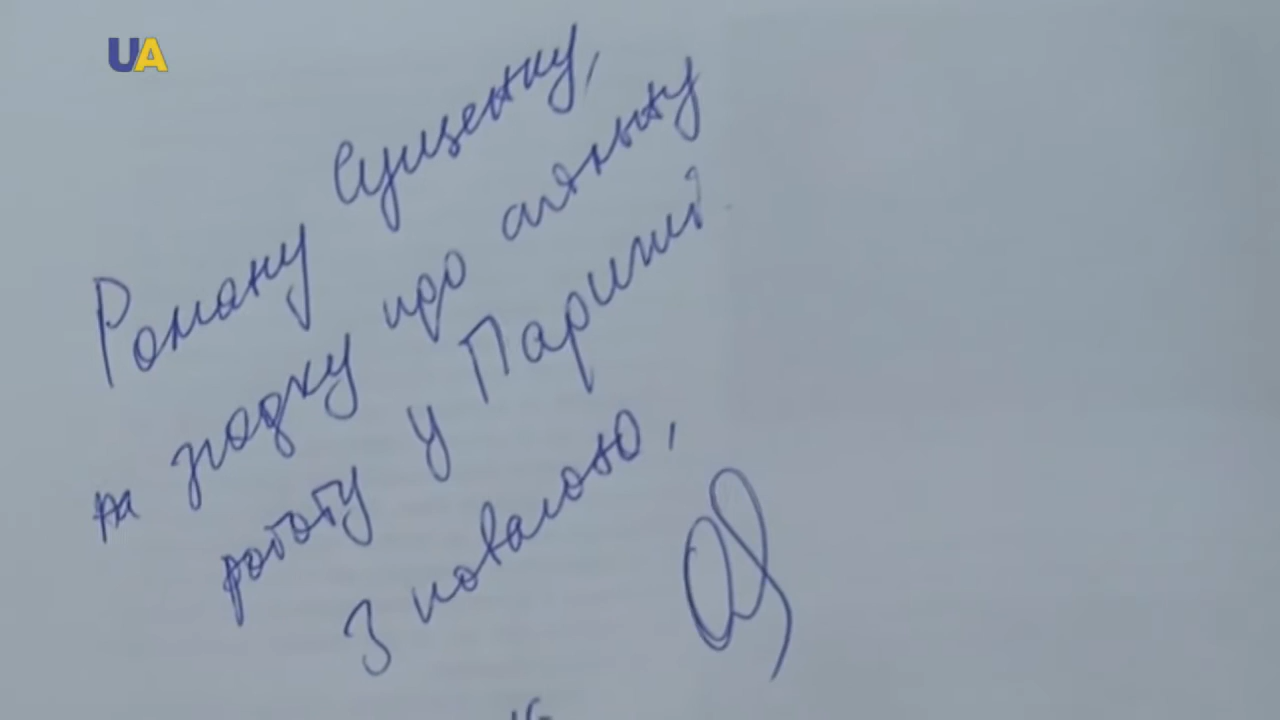 UA
Роману Сущенку,
на згадку про спільну
роботу у Парижі
З повагою,